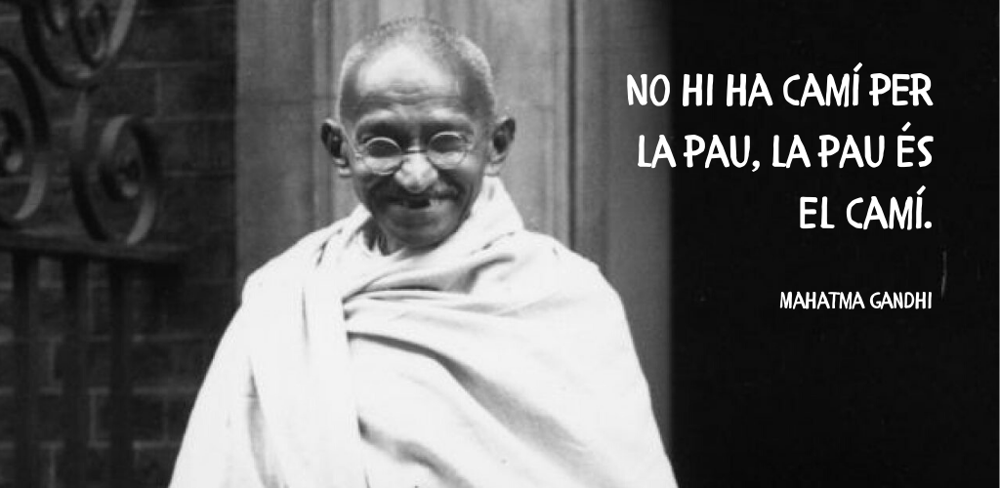 NO HI HA CAMÍ PER
LA PAU, LA PAU ÉS
EL CAMÍ.
MAHATMA GANDHI